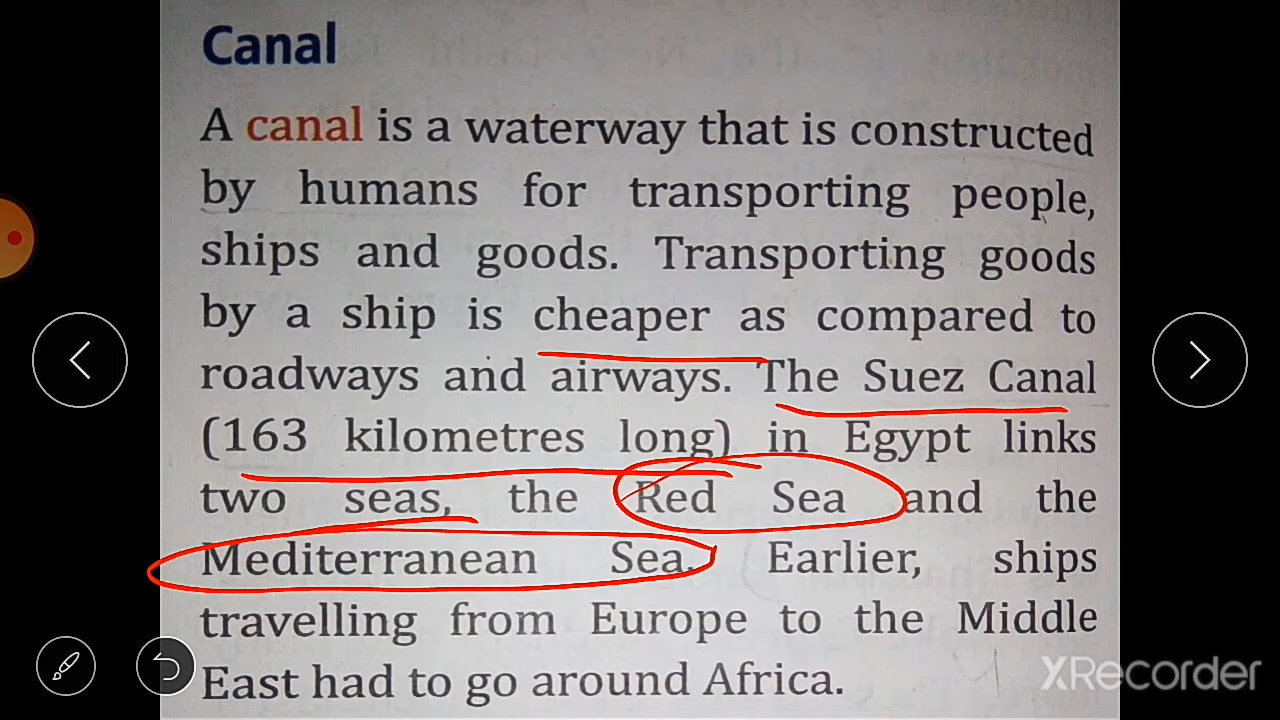 Canal
A canal is a waterway that is constructed
by humans for transporting people,
ships and goods. Transporting goods
by a ship is cheaper as compared to
roadways and airways. The Suez Canal
(163 kilometres long) in Egypt links
two seas, the Red Sea and the
Mediterranean Sea. Earlier, ships
travelling from Europe to the Middle
East had to go around Africa.
XRecorder